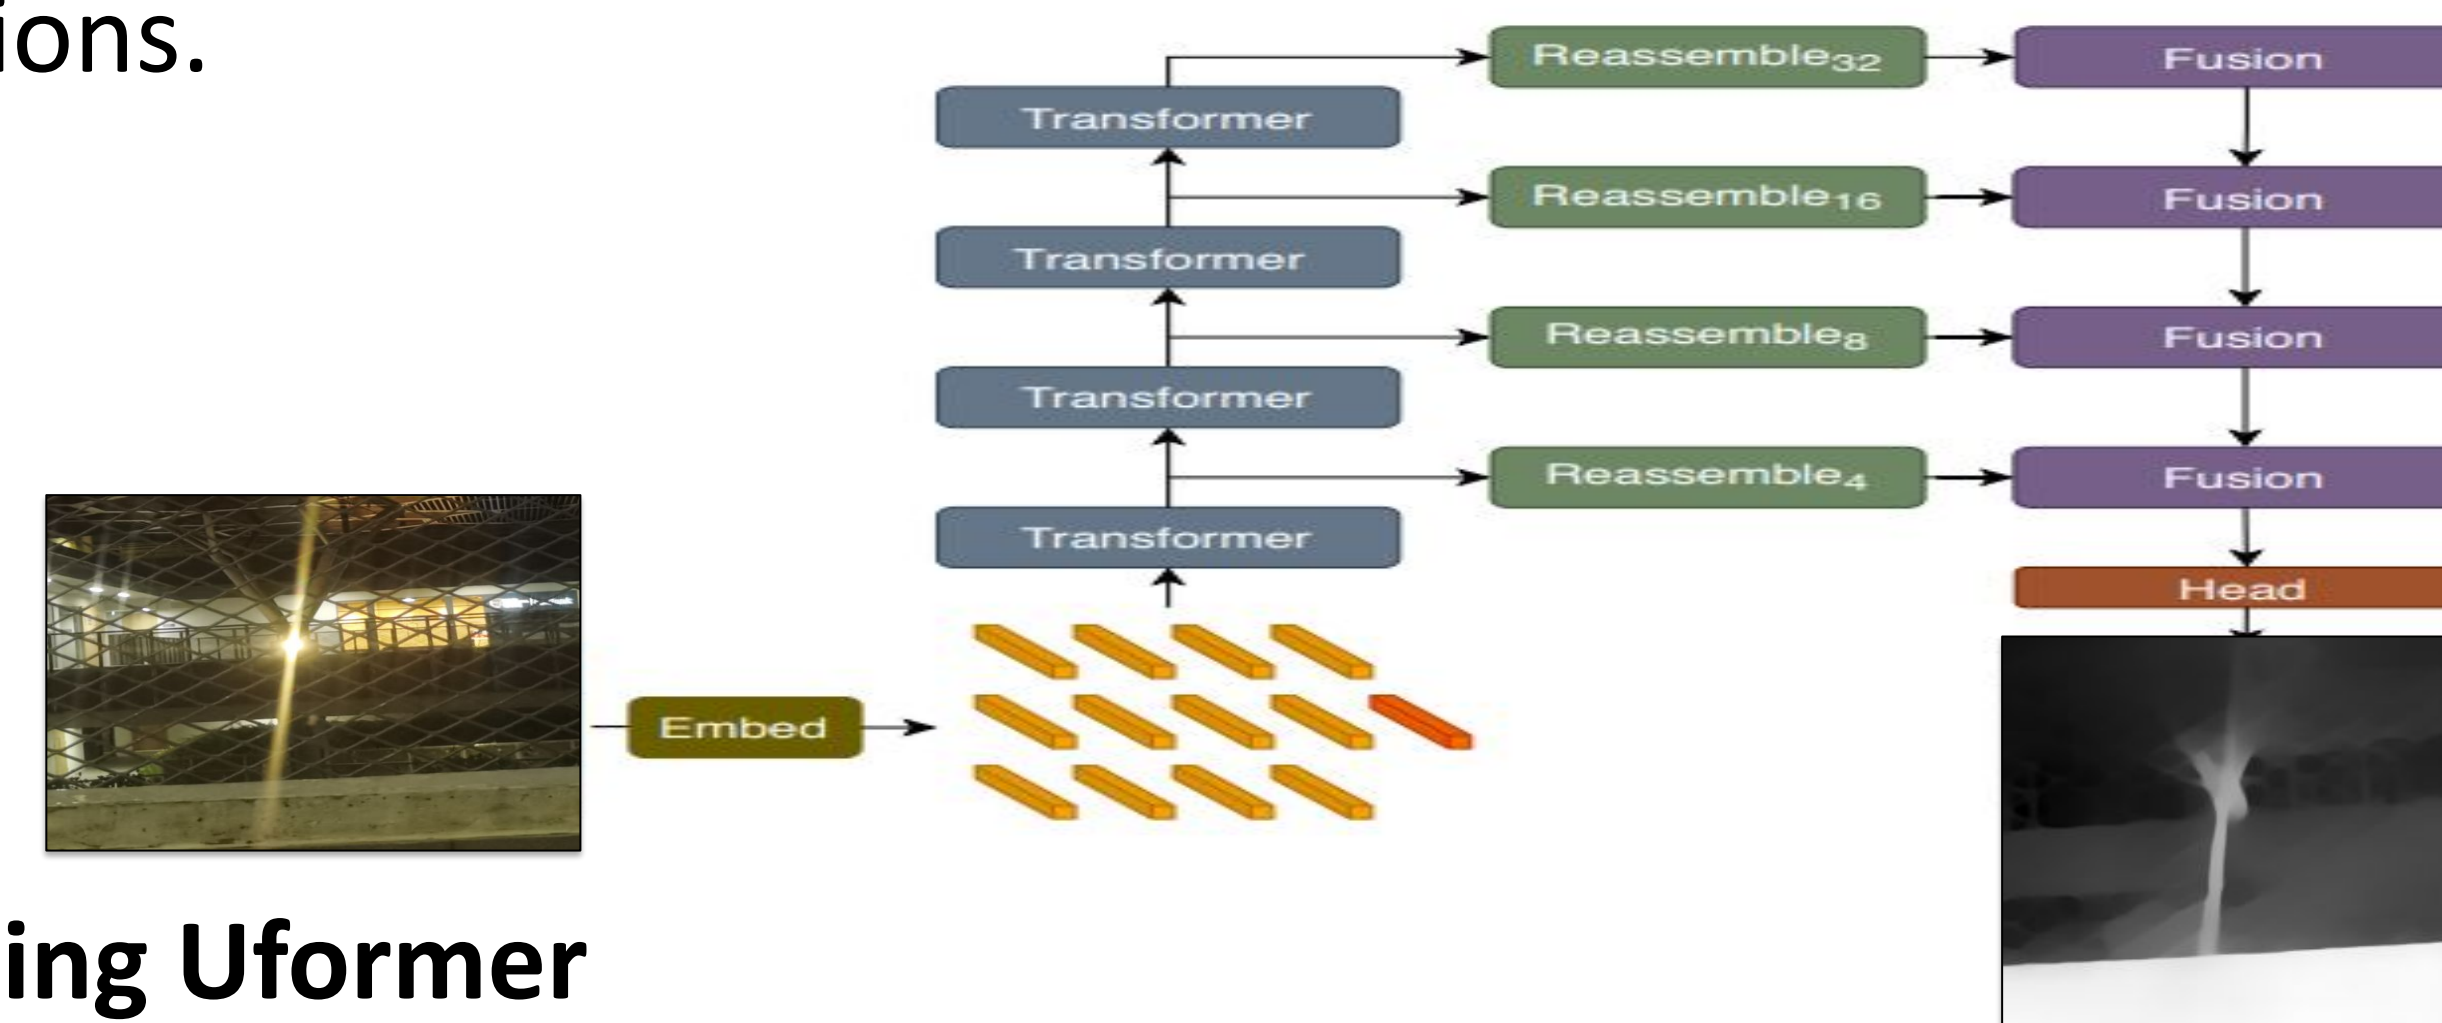 ions.
Reassemble32
Fusion
Transformer
Reassemble16
Fusion
Transformer
Reassemble8
Fusion
Transformer
Reassemble4
Fusion
Transformer
Head
Embed
ing Uformer